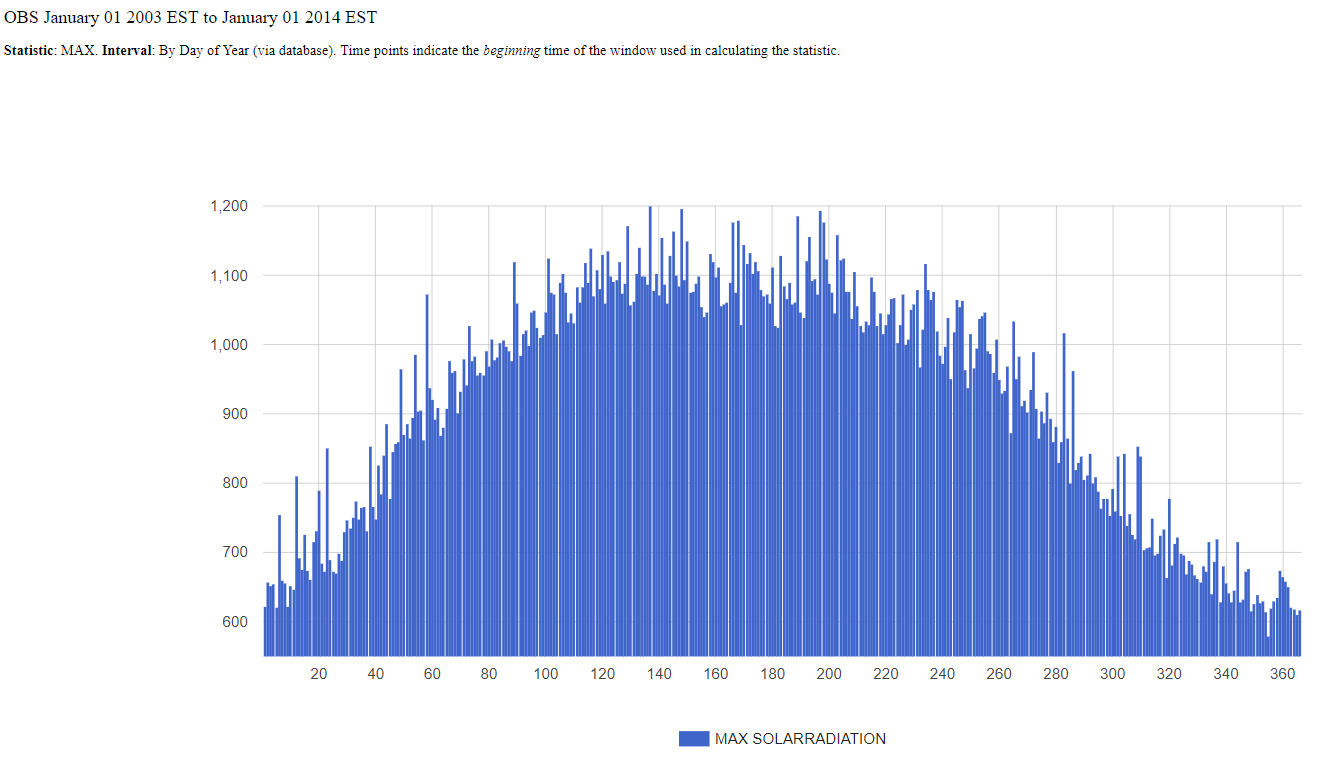 OBS January 01 2003 EST to January 01 2014 EST
Statistic: MAX. Interval: By Day of Year (via database). Time points indicate the beginning time of the window used in calculating the statistic.
1,200
1,100
1,000
900
800
700
600
20 40 60 80 100 120 140 160 180 200 220 240 260 280 300 320 340 360
MAX SOLARRADIATION